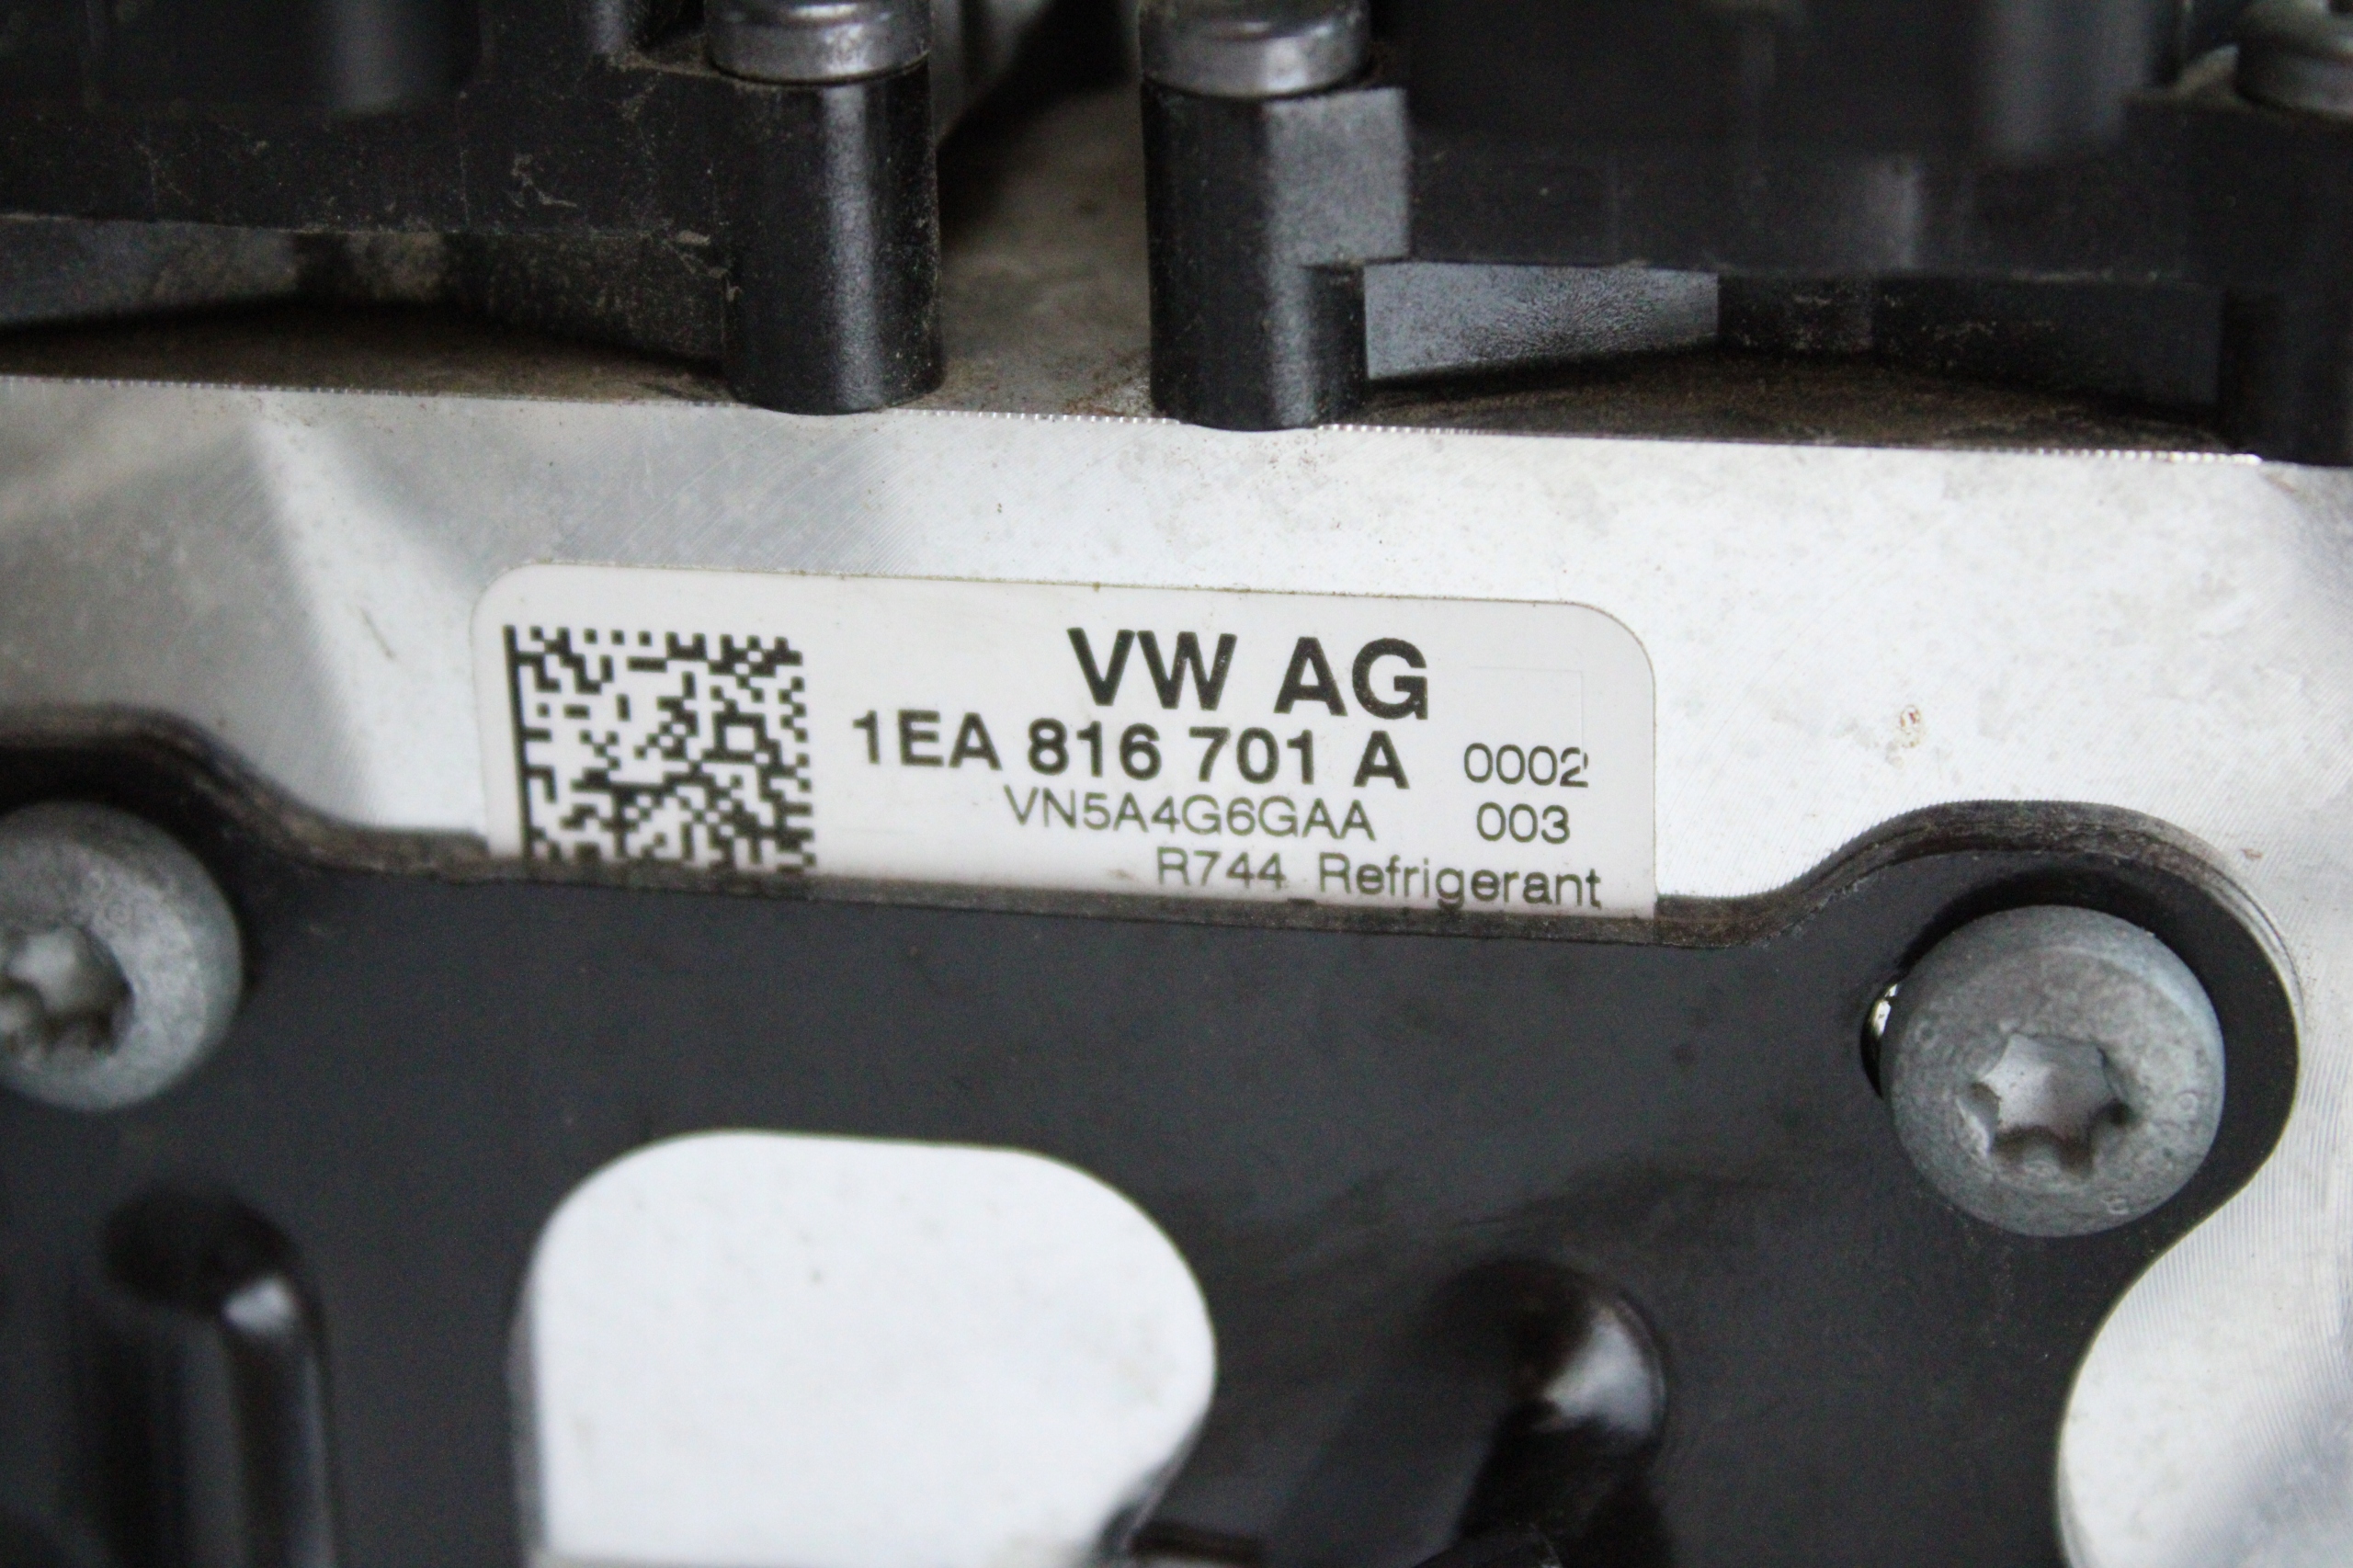 VW AG
1EA 816 701 A 0002
VN5A4G6GAA 003
R744 Refrigerant